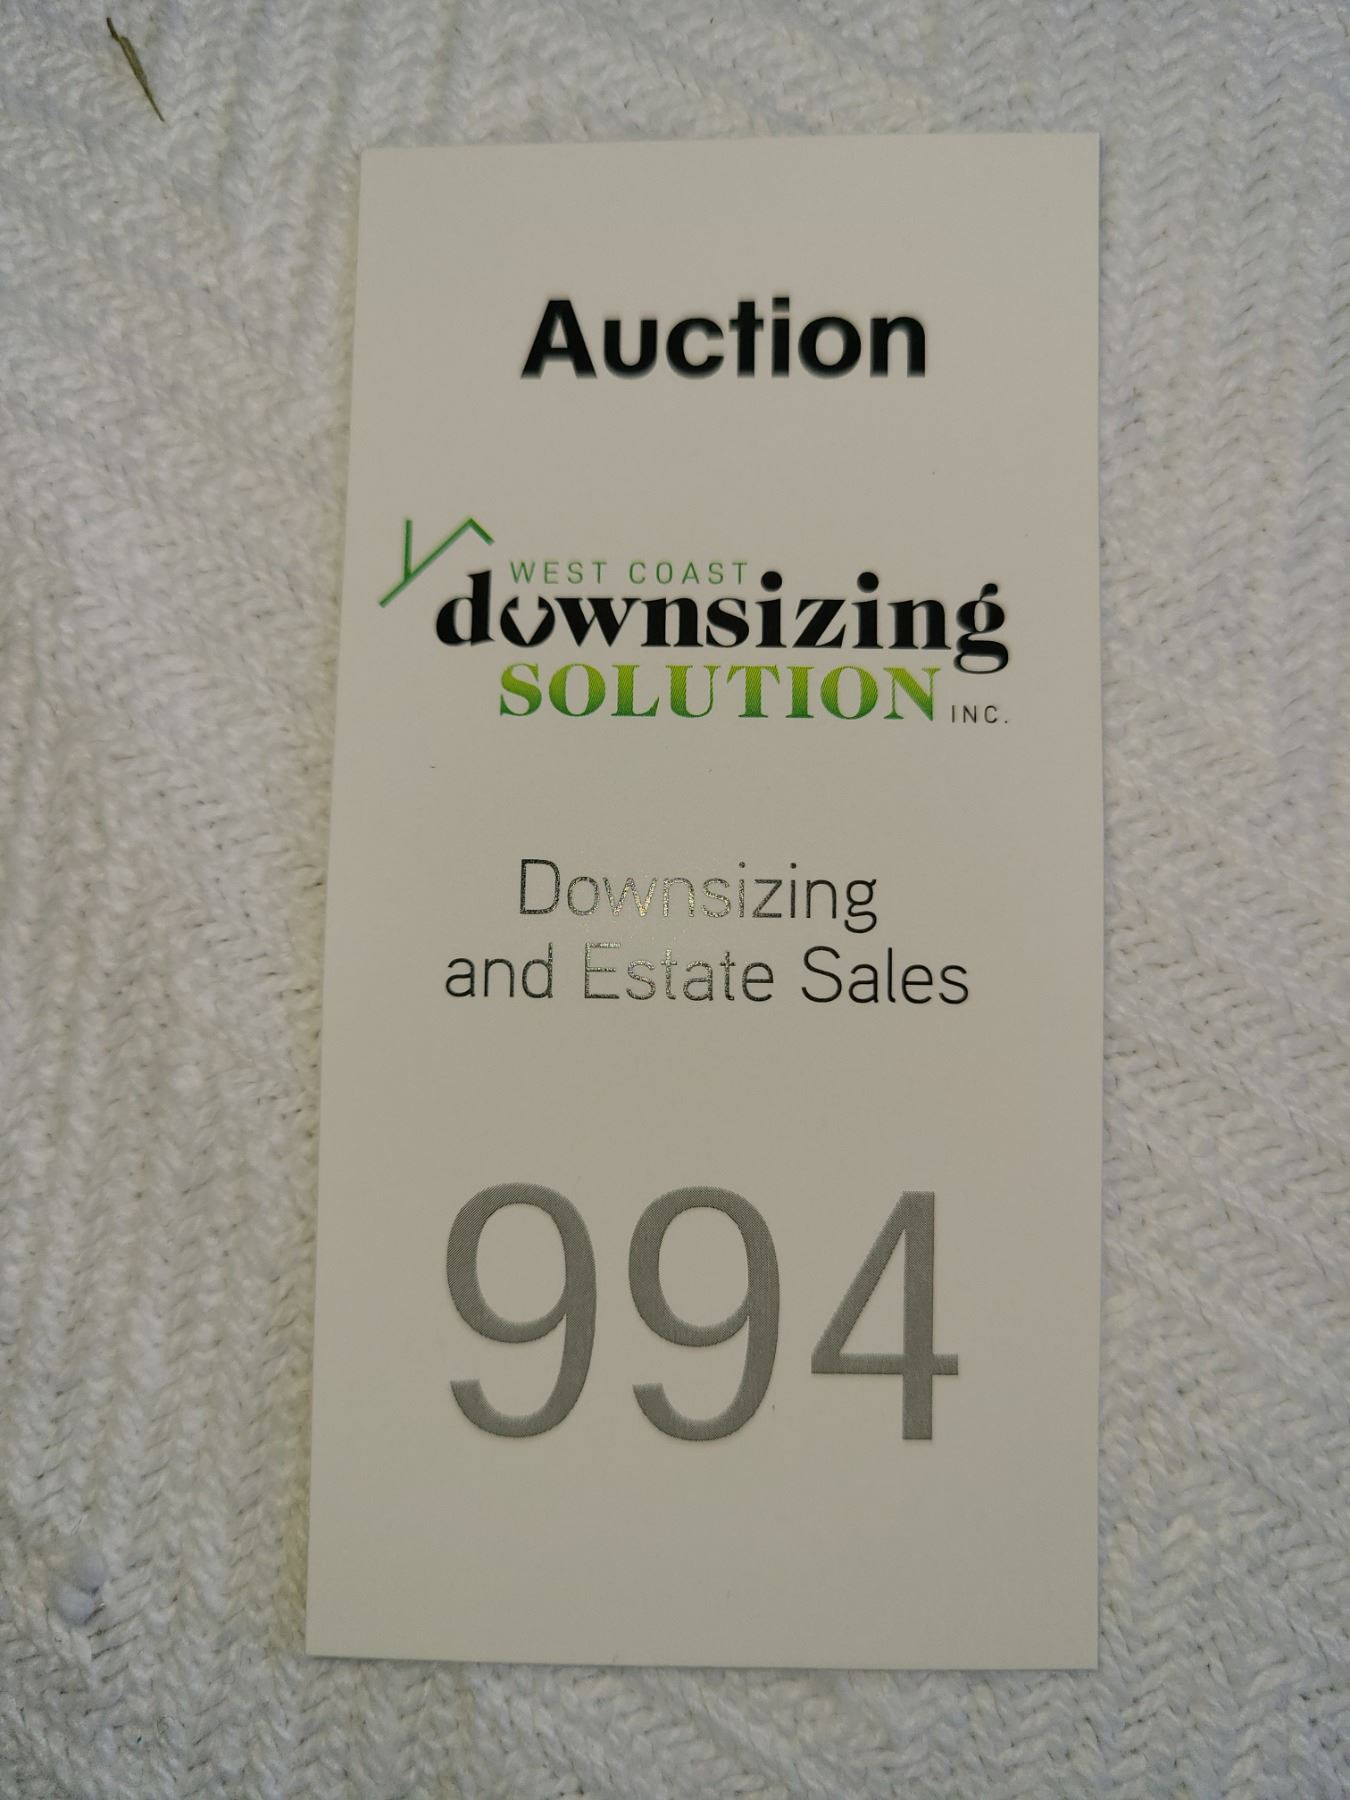 Auction
WEST COAST
downsizing
SOLUTION INC.
Downsizing
and Estate Sales
994